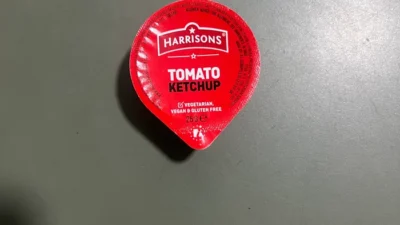 HARRISONS
TOMATO
KETCHUP
VEGETARIAN,
VEGAN & GLUTEN FREE